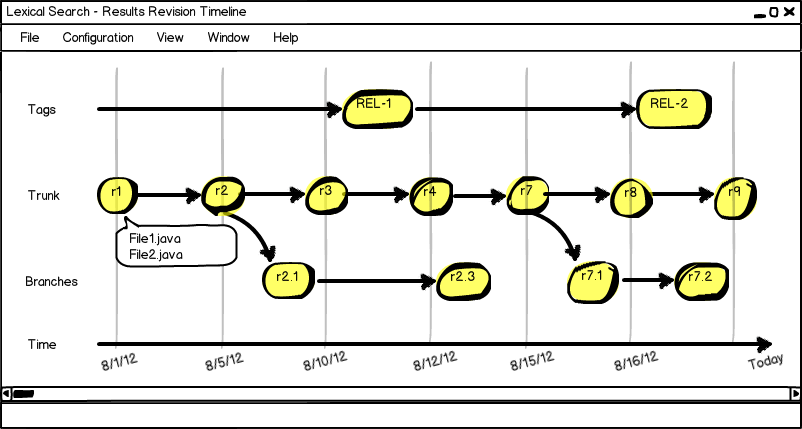 Lexical Search - Results Revision Timeline
File Configuration View Window Help
Tags REL-1 REL-2
Trunk r1 r2 r3 r4 r7 r8 r9
File1.java
File2.java
Branches r2.1 r2.3 r7.1 r7.2
Time
8/1/12 8/5/12 8/10/12 8/12/12 8/15/12 8/16/12 Today